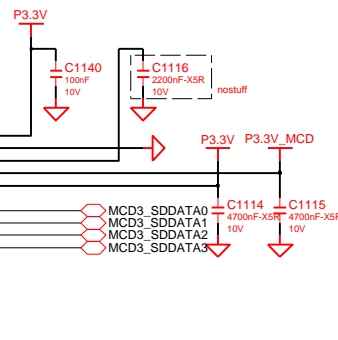 P3.3V
C1140
100nF
10V
C1116
2200nF-X5R
10V
nostuff
P3.3V
P3.3V_MCD
C1114
4700nF-X5R
10V
C1115
4700nF-X5R
10V
MCD3_SDDATA0
MCD3_SDDATA1
MCD3_SDDATA2
MCD3_SDDATA3